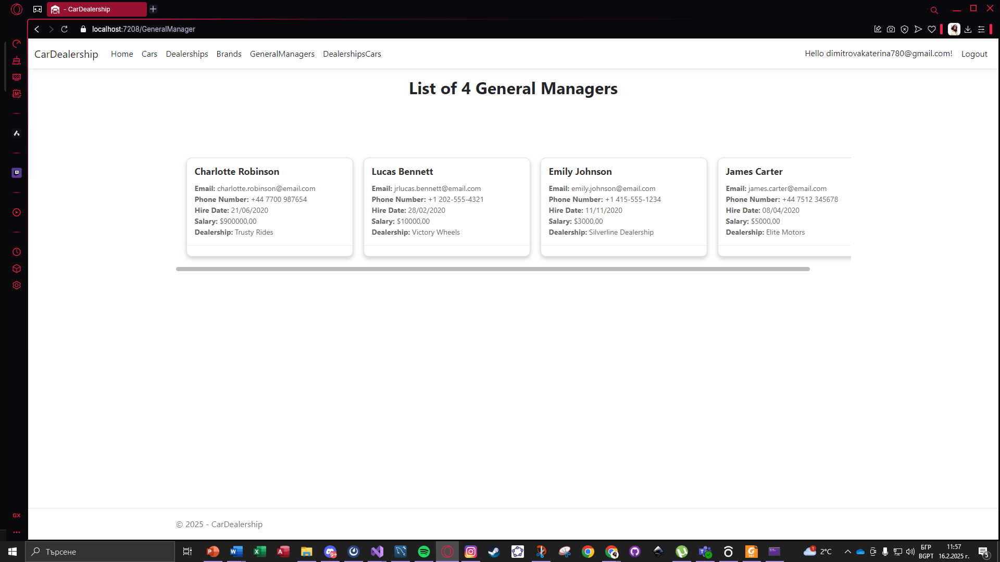 - CarDealership
localhost:7208/GeneralManager
CarDealership Home Cars Dealerships Brands GeneralManagers DealershipsCars Hello dimitrovakaterina780@gmail.com! Logout
List of 4 General Managers
Charlotte Robinson
Email: charlotte.robinson@email.com
Phone Number: +44 7700 987654
Hire Date: 21/06/2020
Salary: $900000,00
Dealership: Trusty Rides
Lucas Bennett
Email: jrlucas.bennett@email.com
Phone Number: +1 202-555-4321
Hire Date: 28/02/2020
Salary: $10000,00
Dealership: Victory Wheels
Emily Johnson
Email: emily.johnson@email.com
Phone Number: +1 415-555-1234
Hire Date: 11/11/2020
Salary: $3000,00
Dealership: Silverline Dealership
James Carter
Email: james.carter@email.com
Phone Number: +44 7512 345678
Hire Date: 08/04/2020
Salary: $5000,00
Dealership: Elite Motors
© 2025 - CarDealership
GX
Търсене
9+
1
2°C
БГР
BGPT
11:57
16.2.2025 г.
5